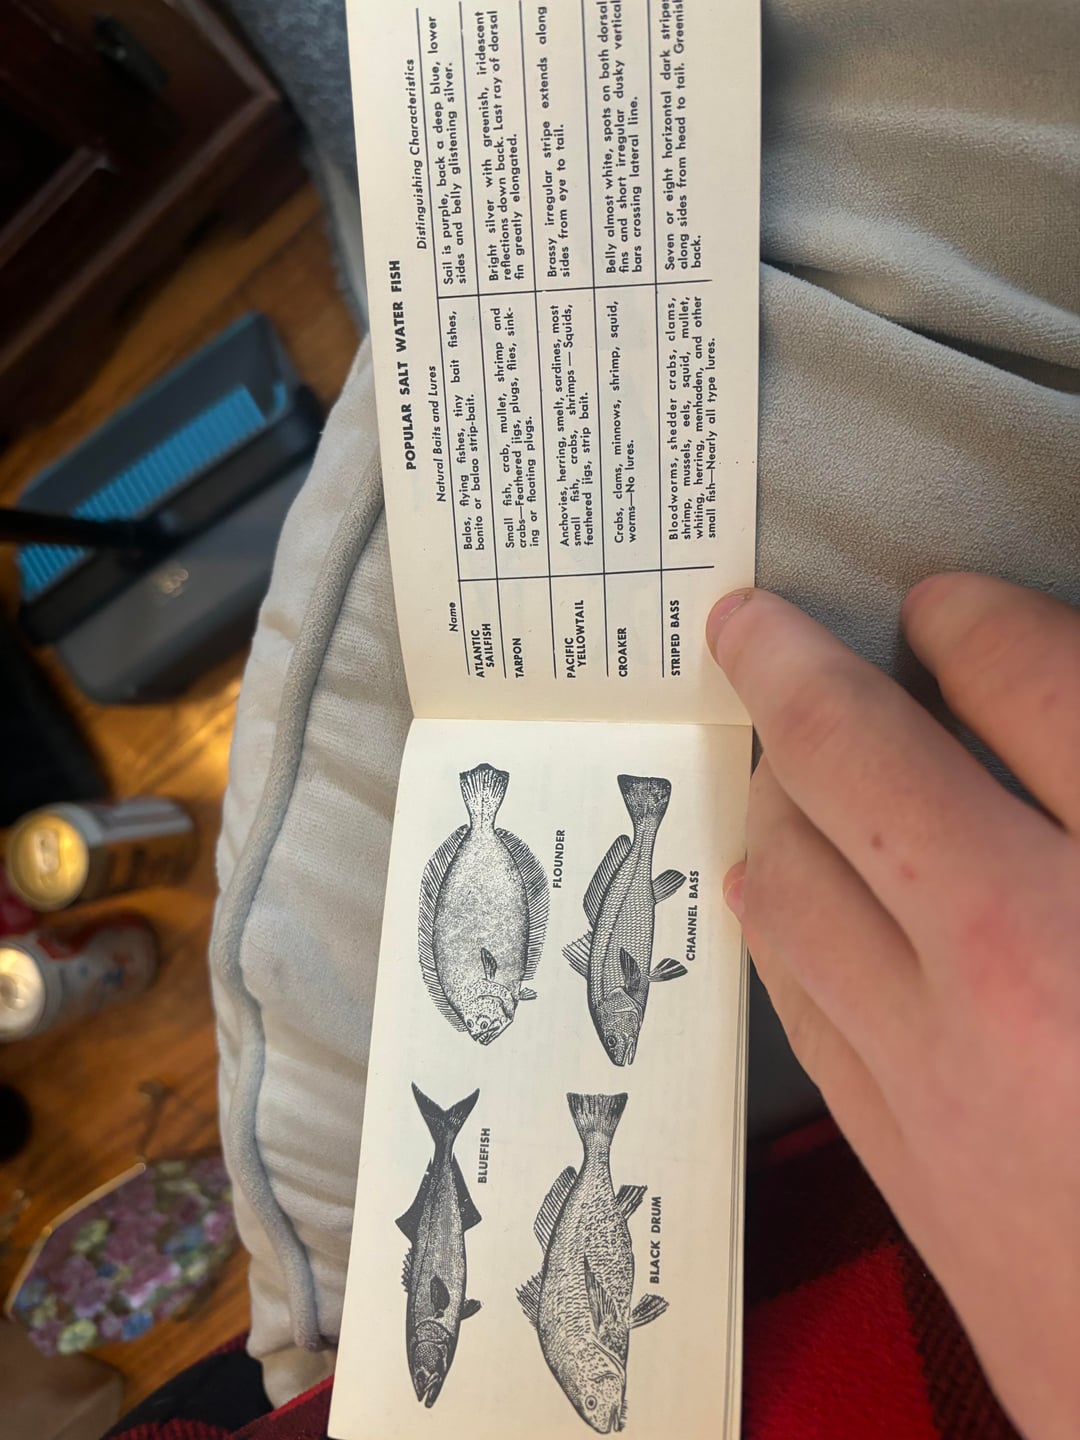 BLUEFISH
FLOUNDER
BLACK DRUM
CHANNEL BASS
POPULAR SALT WATER FISH
Name
Natural Baits and Lures
Distinguishing Characteristics
ATLANTIC
SAILFISH
Balos, flying fishes, tiny bait fishes,
bonito or balao strip-bait.
Sail is purple, back a deep blue, lower
sides and belly glistening silver.
TARPON
Small fish, crab, mullet, shrimp and
crabs—Feathered jigs, plugs, flies, sink-
ing or floating plugs.
Bright silver with greenish, iridescent
reflections down back. Last ray of dorsal
fin greatly elongated.
PACIFIC
YELLOWTAIL
Anchovies, herring, smelt, sardines, most
small fish, crabs, shrimps — Squids,
feathered jigs, strip bait.
Brassy irregular stripe extends along
sides from eye to tail.
CROAKER
Crabs, clams, minnows, shrimp, squid,
worms—No lures.
Belly almost white, spots on both dorsal
fins and short irregular dusky vertical
bars crossing lateral line.
STRIPED BASS
Bloodworms, shedder crabs, clams,
shrimp, mussels, eels, squid, mullet,
whiting, herring, menhaden, and other
small fish—Nearly all type lures.
Seven or eight horizontal dark stripes
along sides from head to tail. Greenish
back.